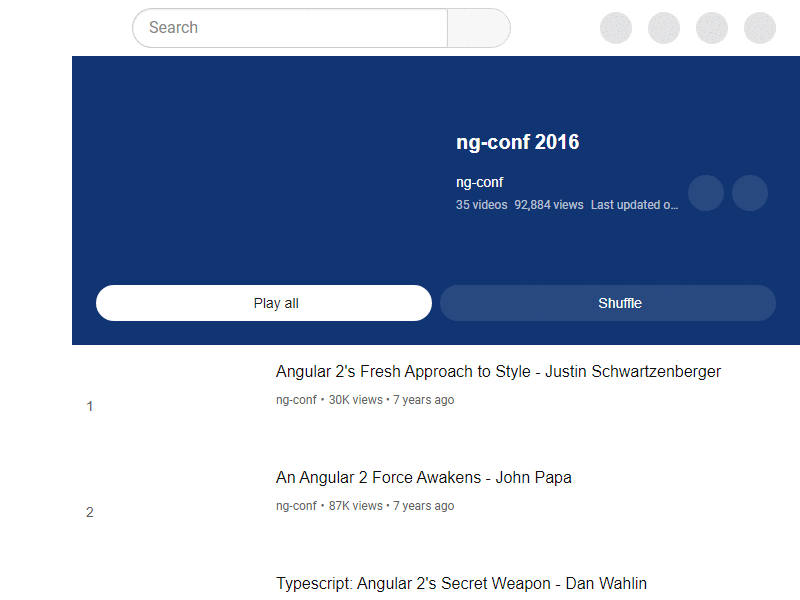 Search
ng-conf 2016
ng-conf
35 videos 92,884 views Last updated o...
Play all
Shuffle
Angular 2's Fresh Approach to Style - Justin Schwartzenberger
ng-conf • 30K views • 7 years ago
1
An Angular 2 Force Awakens - John Papa
ng-conf • 87K views • 7 years ago
2
Typescript: Angular 2's Secret Weapon - Dan Wahlin